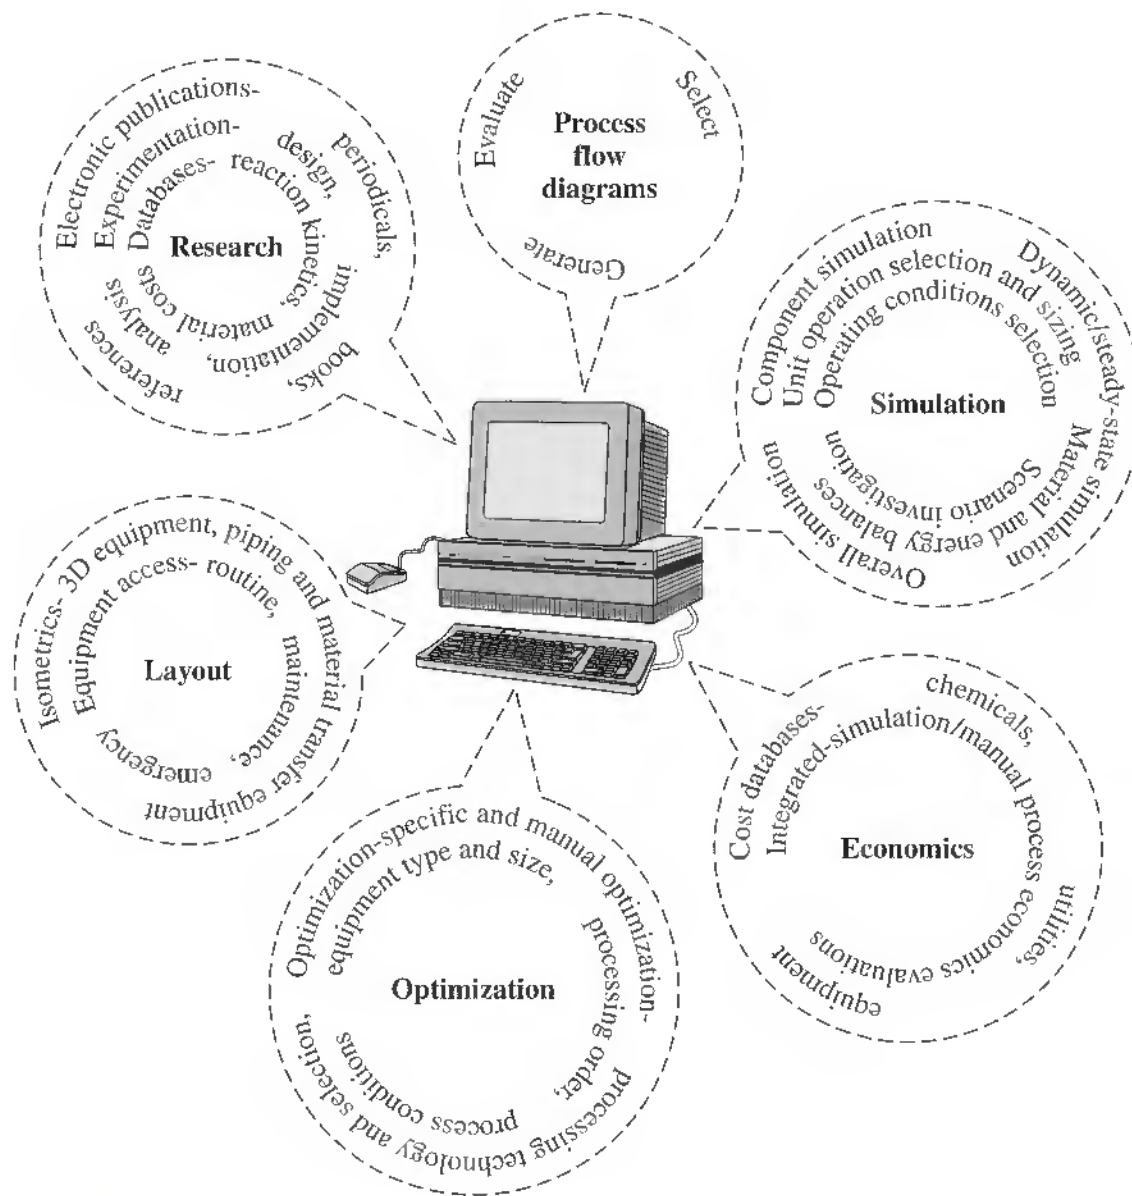 Electronic publications- periodicals, books, references
Experimentation- design, implementation, analysis
Databases- reaction kinetics, material costs
Research
Evaluate
Select
Generate
Process
flow
diagrams
Component simulation
Dynamic/steady-state simulation
Overall simulation
Unit operation selection and sizing
Material and energy balances
Operating conditions selection
Scenario investigation
Simulation
Isometrics- 3D equipment, piping and material transfer equipment
Equipment access- routine, maintenance, emergency
Layout
Cost databases- chemicals, utilities, equipment
Integrated-simulation/manual process economics evaluations
Economics
Optimization-specific and manual optimization- processing technology and selection,
equipment type and size, processing order, process conditions
Optimization